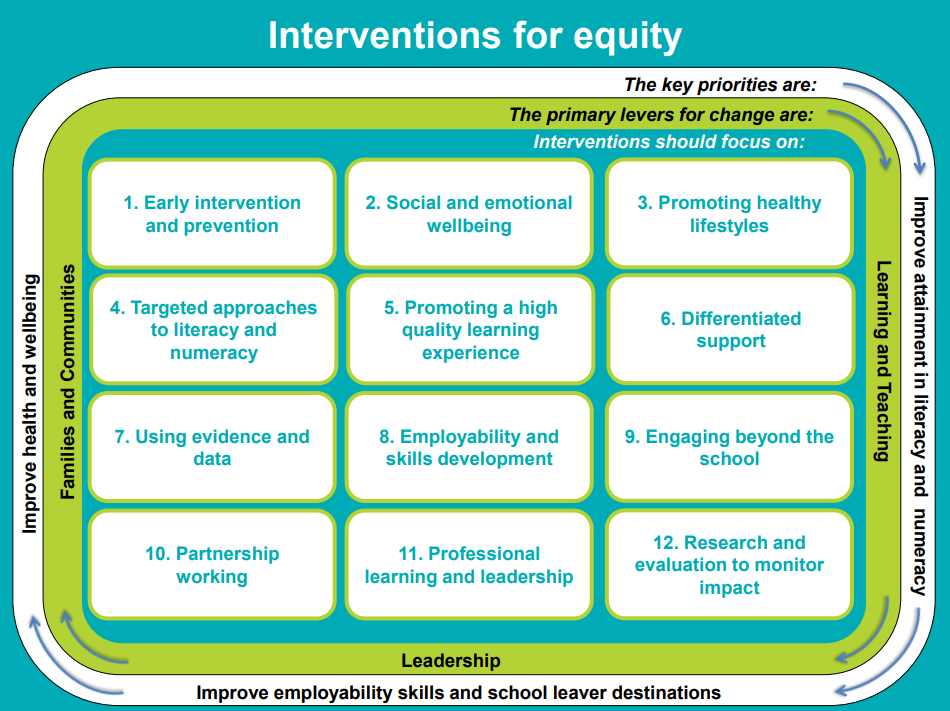 Interventions for equity
The key priorities are:
The primary levers for change are:
Interventions should focus on:
1. Early intervention
and prevention
2. Social and emotional
wellbeing
3. Promoting healthy
lifestyles
4. Targeted approaches
to literacy and
numeracy
5. Promoting a high
quality learning
experience
6. Differentiated
support
7. Using evidence and
data
8. Employability and
skills development
9. Engaging beyond the
school
10. Partnership
working
11. Professional
learning and leadership
12. Research and
evaluation to monitor
impact
Learning and Teaching
Improve attainment in literacy and numeracy
Leadership
Improve employability skills and school leaver destinations
Families and Communities
Improve health and wellbeing